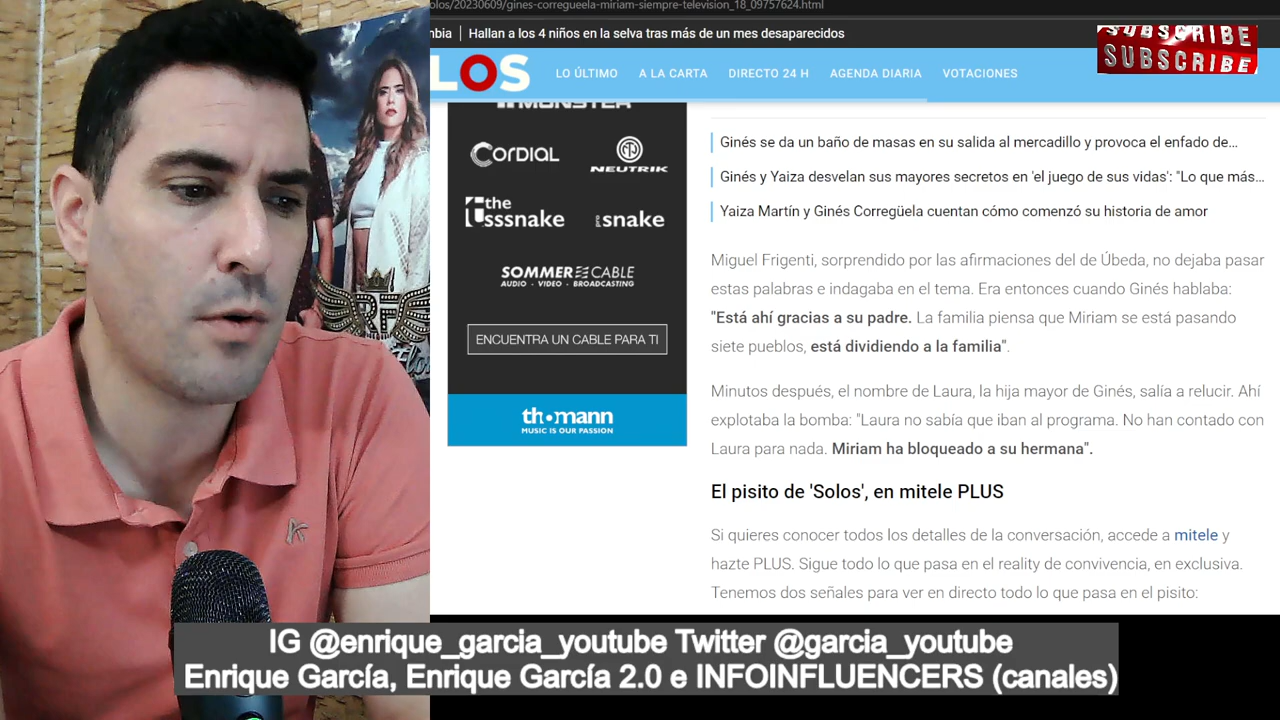 olos/20230609/gines-corregueela-miriam-siempre-television_18_09757624.html
mbia | Hallan a los 4 niños en la selva tras más de un mes desaparecidos
SUBSCRIBE
SUBSCRIBE
LOS
LO ÚLTIMO A LA CARTA DIRECTO 24 H AGENDA DIARIA VOTACIONES
MONSTER
CORDIAL
NEUTRIK
the sssnake
pro snake
SOMMER CABLE
AUDIO · VIDEO · BROADCASTING
ENCUENTRA UN CABLE PARA TI
th•mann
MUSIC IS OUR PASSION
Ginés se da un baño de masas en su salida al mercadillo y provoca el enfado de...
Ginés y Yaiza desvelan sus mayores secretos en 'el juego de sus vidas': "Lo que más...
Yaiza Martín y Ginés Corregüela cuentan cómo comenzó su historia de amor
Miguel Frigenti, sorprendido por las afirmaciones del de Úbeda, no dejaba pasar
estas palabras e indagaba en el tema. Era entonces cuando Ginés hablaba:
"Está ahí gracias a su padre. La familia piensa que Miriam se está pasando
siete pueblos, está dividiendo a la familia".
Minutos después, el nombre de Laura, la hija mayor de Ginés, salía a relucir. Ahí
explotaba la bomba: "Laura no sabía que iban al programa. No han contado con
Laura para nada. Miriam ha bloqueado a su hermana".
El pisito de 'Solos', en mitele PLUS
Si quieres conocer todos los detalles de la conversación, accede a mitele y
hazte PLUS. Sigue todo lo que pasa en el reality de convivencia, en exclusiva.
Tenemos dos señales para ver en directo todo lo que pasa en el pisito:
IG @enrique_garcia_youtube Twitter @garcia_youtube
Enrique García, Enrique García 2.0 e INFOINFLUENCERS (canales)